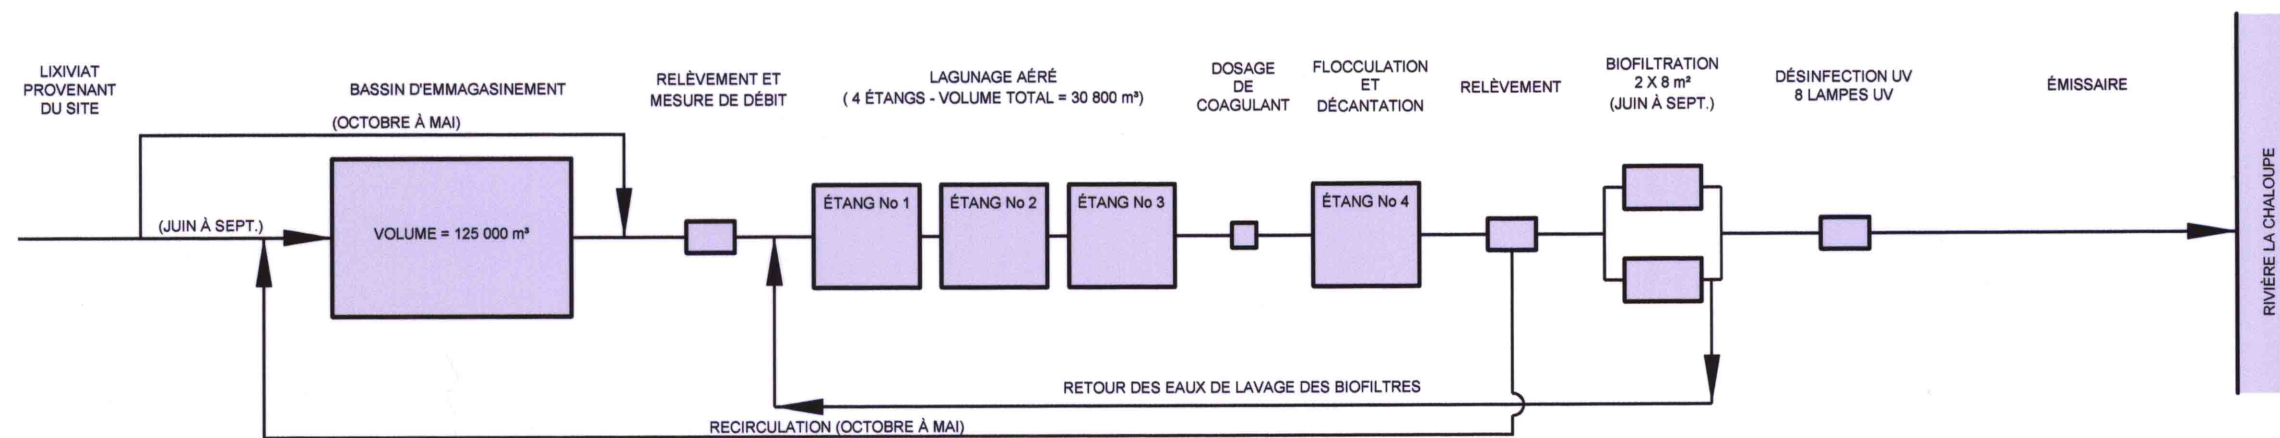 LIXIVIAT
PROVENANT
DU SITE
BASSIN D'EMMAGASINEMENT
RELÈVEMENT ET
MESURE DE DÉBIT
LAGUNAGE AÉRÉ
( 4 ÉTANGS - VOLUME TOTAL = 30 800 m³)
DOSAGE
DE
COAGULANT
FLOCCULATION
ET
DÉCANTATION
RELÈVEMENT
BIOFILTRATION
2 X 8 m²
(JUIN À SEPT.)
DÉSINFECTION UV
8 LAMPES UV
ÉMISSAIRE
(OCTOBRE À MAI)
(JUIN À SEPT.)
VOLUME = 125 000 m³
ÉTANG No 1
ÉTANG No 2
ÉTANG No 3
ÉTANG No 4
RIVIÈRE LA CHALOUPE
RETOUR DES EAUX DE LAVAGE DES BIOFILTRES
RECIRCULATION (OCTOBRE À MAI)